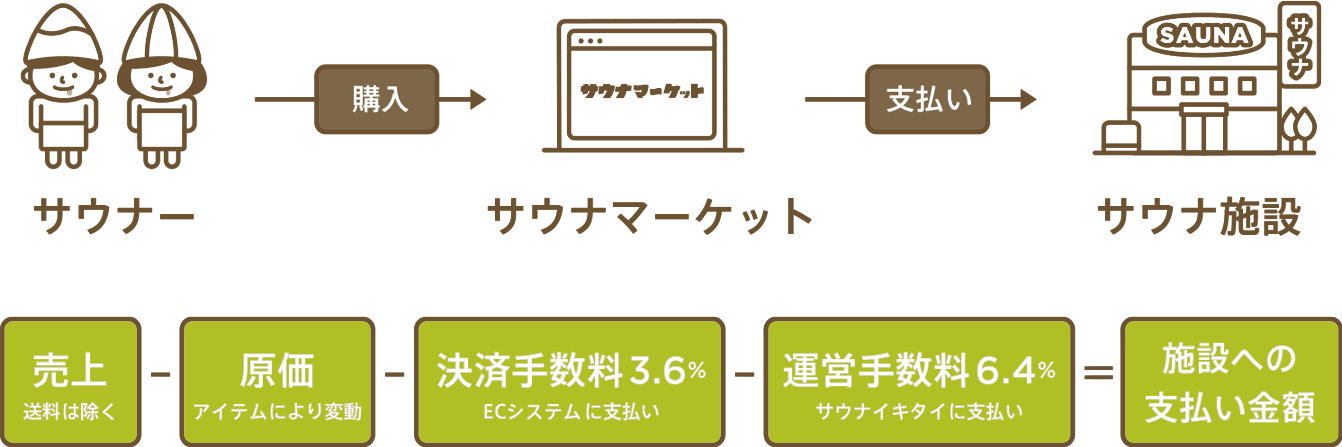 SAUNA
サウナ
購入
サウナマーケット
支払い
サウナー
サウナマーケット
サウナ施設
売上
送料は除く
−
原価
アイテムにより変動
−
決済手数料3.6%
ECシステムに支払い
−
運営手数料6.4%
サウナイキタイに支払い
=
施設への
支払い金額